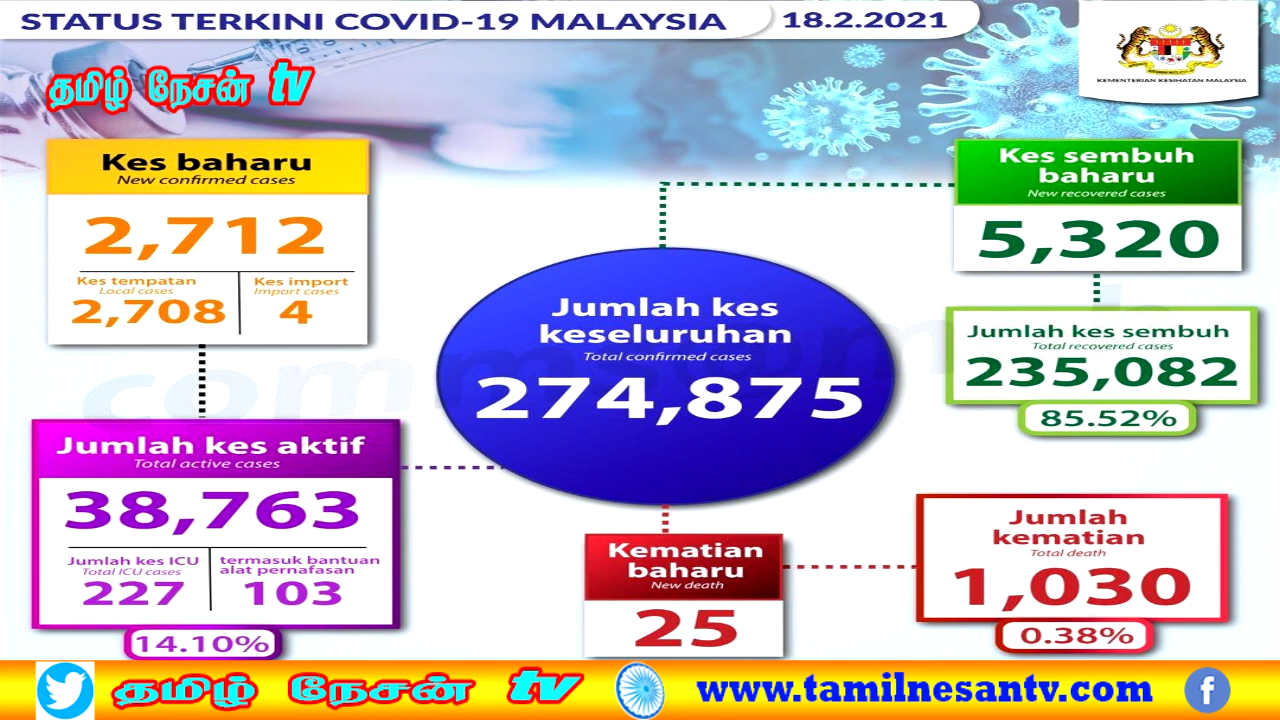 STATUS TERKINI COVID-19 MALAYSIA 18.2.2021
KEMENTERIAN KESIHATAN MALAYSIA
தமிழ் நேசன் tv
Kes baharu
New confirmed cases
2,712
Kes tempatan
Local cases
2,708
Kes import
Import cases
4
Kes sembuh
baharu
New recovered cases
5,320
Jumlah kes
keseluruhan
Total confirmed cases
274,875
Jumlah kes sembuh
Total recovered cases
235,082
85.52%
Jumlah kes aktif
Total active cases
38,763
Jumlah kes ICU
Total ICU cases
227
termasuk bantuan
alat pernafasan
103
14.10%
Kematian
baharu
New death
25
Jumlah
kematian
Total death
1,030
0.38%
தமிழ் நேசன் tv www.tamilnesantv.com